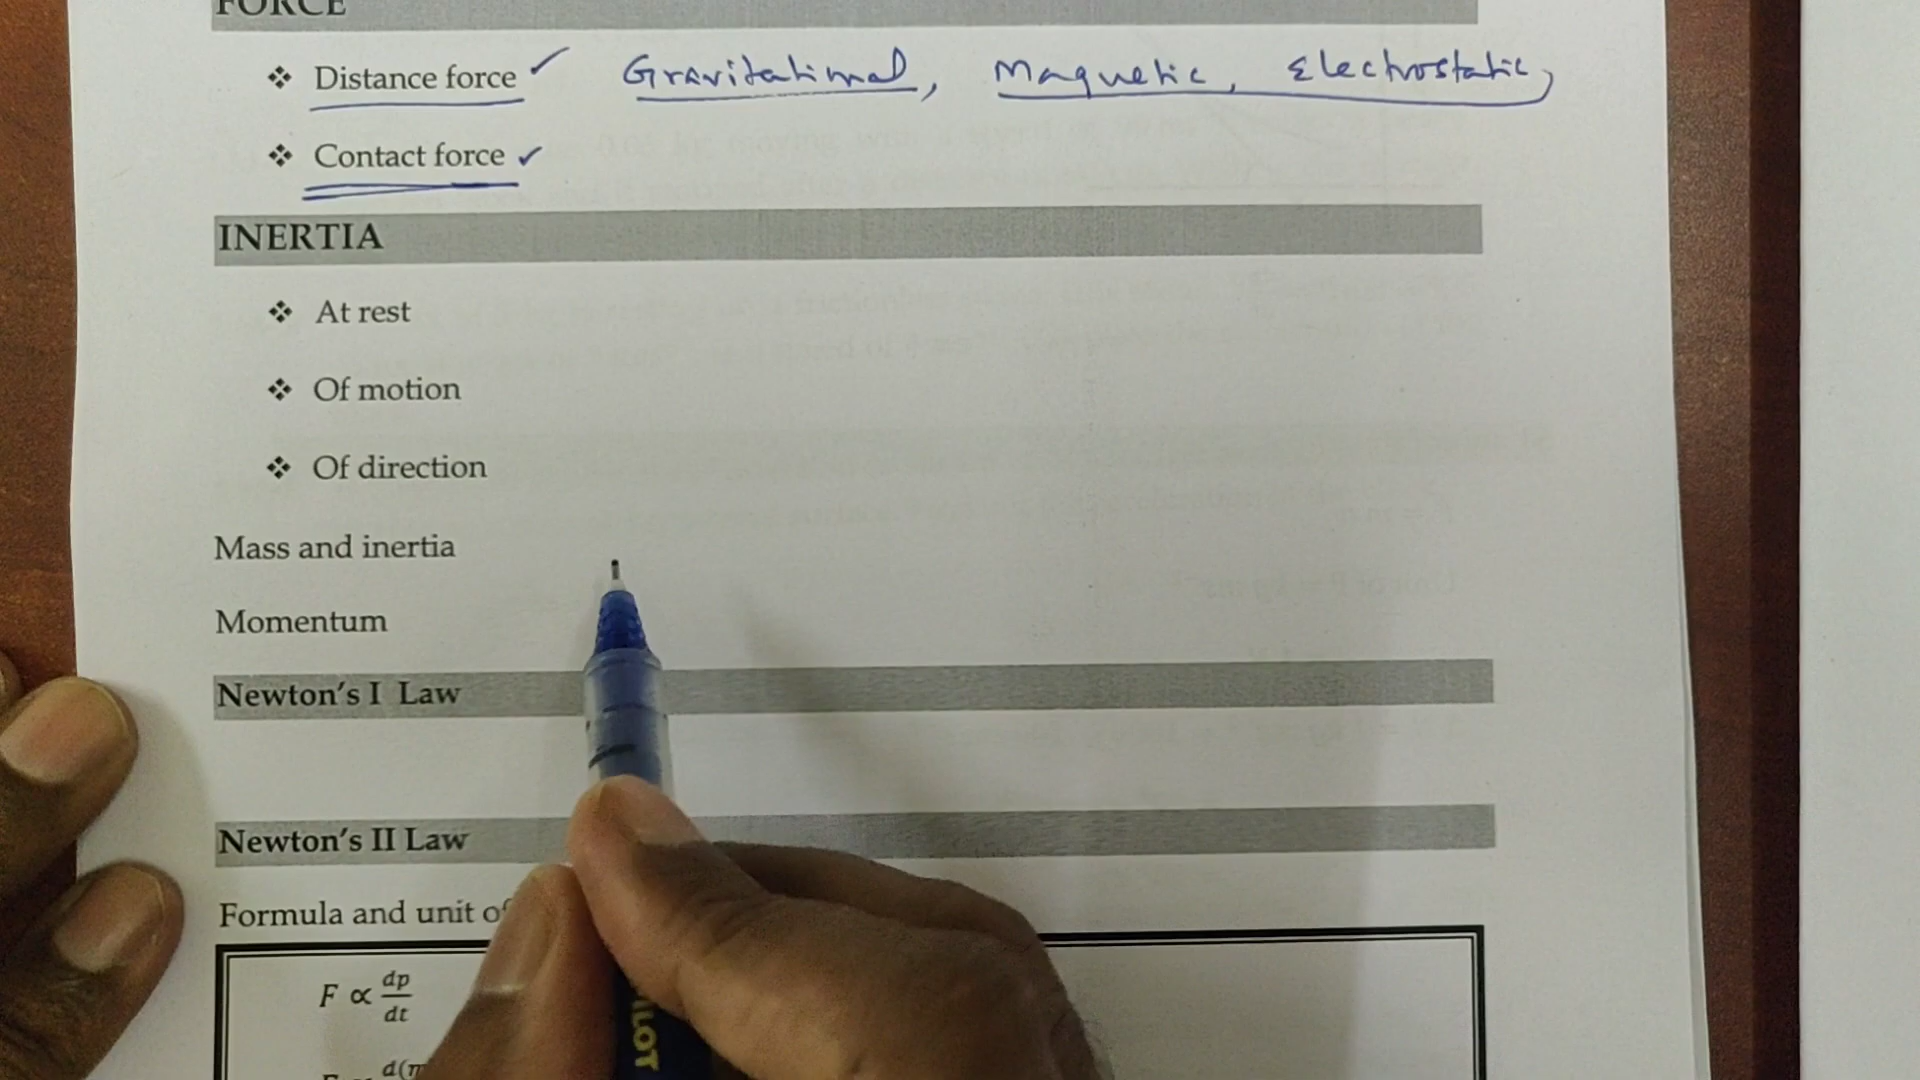 FORCE
❖ Distance force ✓ Gravitational, Magnetic, Electrostatic,
❖ Contact force ✓
INERTIA
❖ At rest
❖ Of motion
❖ Of direction
Mass and inertia
Momentum
Newton's I Law
Newton's II Law
Formula and unit of
F ∝ dp/dt
ILOT